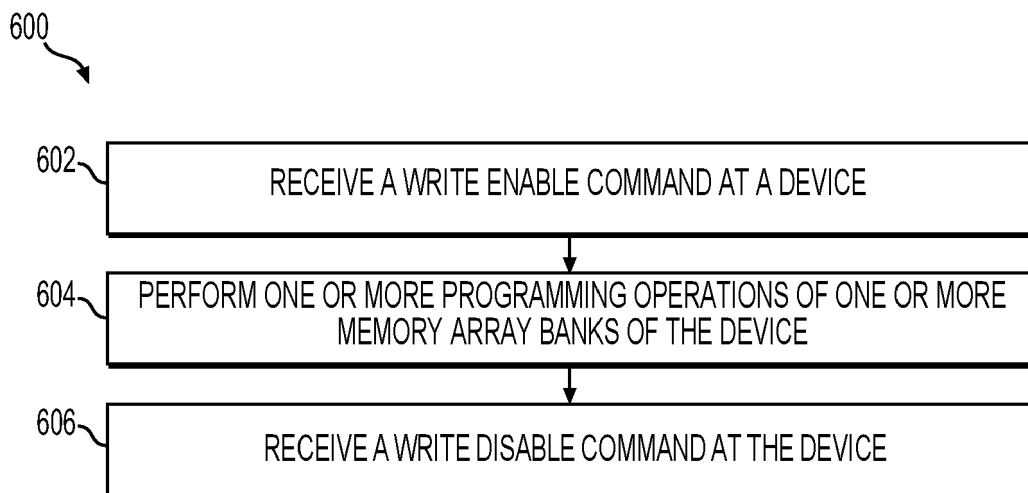 600
602
RECEIVE A WRITE ENABLE COMMAND AT A DEVICE
604
PERFORM ONE OR MORE PROGRAMMING OPERATIONS OF ONE OR MORE
MEMORY ARRAY BANKS OF THE DEVICE
606
RECEIVE A WRITE DISABLE COMMAND AT THE DEVICE